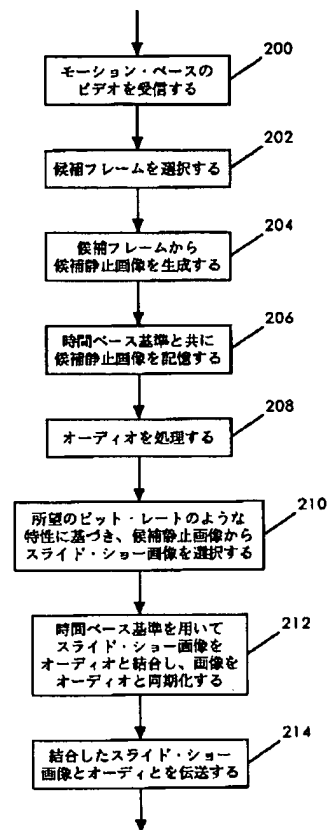 モーション・ベースの
ビデオを受信する
200
候補フレームを選択する
202
候補フレームから
候補静止画像を生成する
204
時間ベース基準と共に
候補静止画像を記憶する
206
オーディオを処理する
208
所望のビット・レートのような
特性に基づき、候補静止画像から
スライド・ショー画像を選択する
210
時間ベース基準を用いて
スライド・ショー画像を
オーディオと結合し、画像を
オーディオと同期化する
212
結合したスライド・ショー
画像とオーディとを伝送する
214